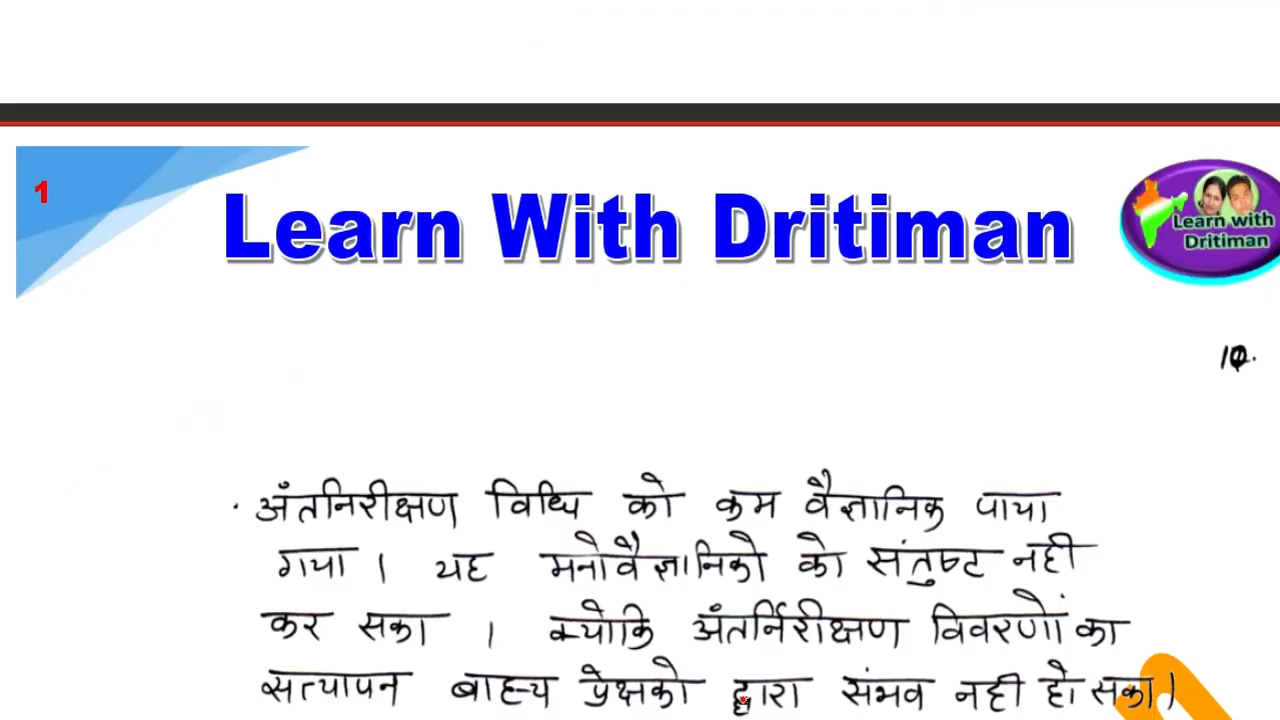 1
Learn With Dritiman
Learn with
Dritiman
10.
· अंतनिरीक्षण विधि को कम वैज्ञानिक पाया
गया । यह मनोवैज्ञानिको को संतुष्ट नही
कर सका । क्योकि अंतर्निरीक्षण विवरणों का
सत्यापन बाह्य प्रेक्षको द्वारा संभव नही हो सका।